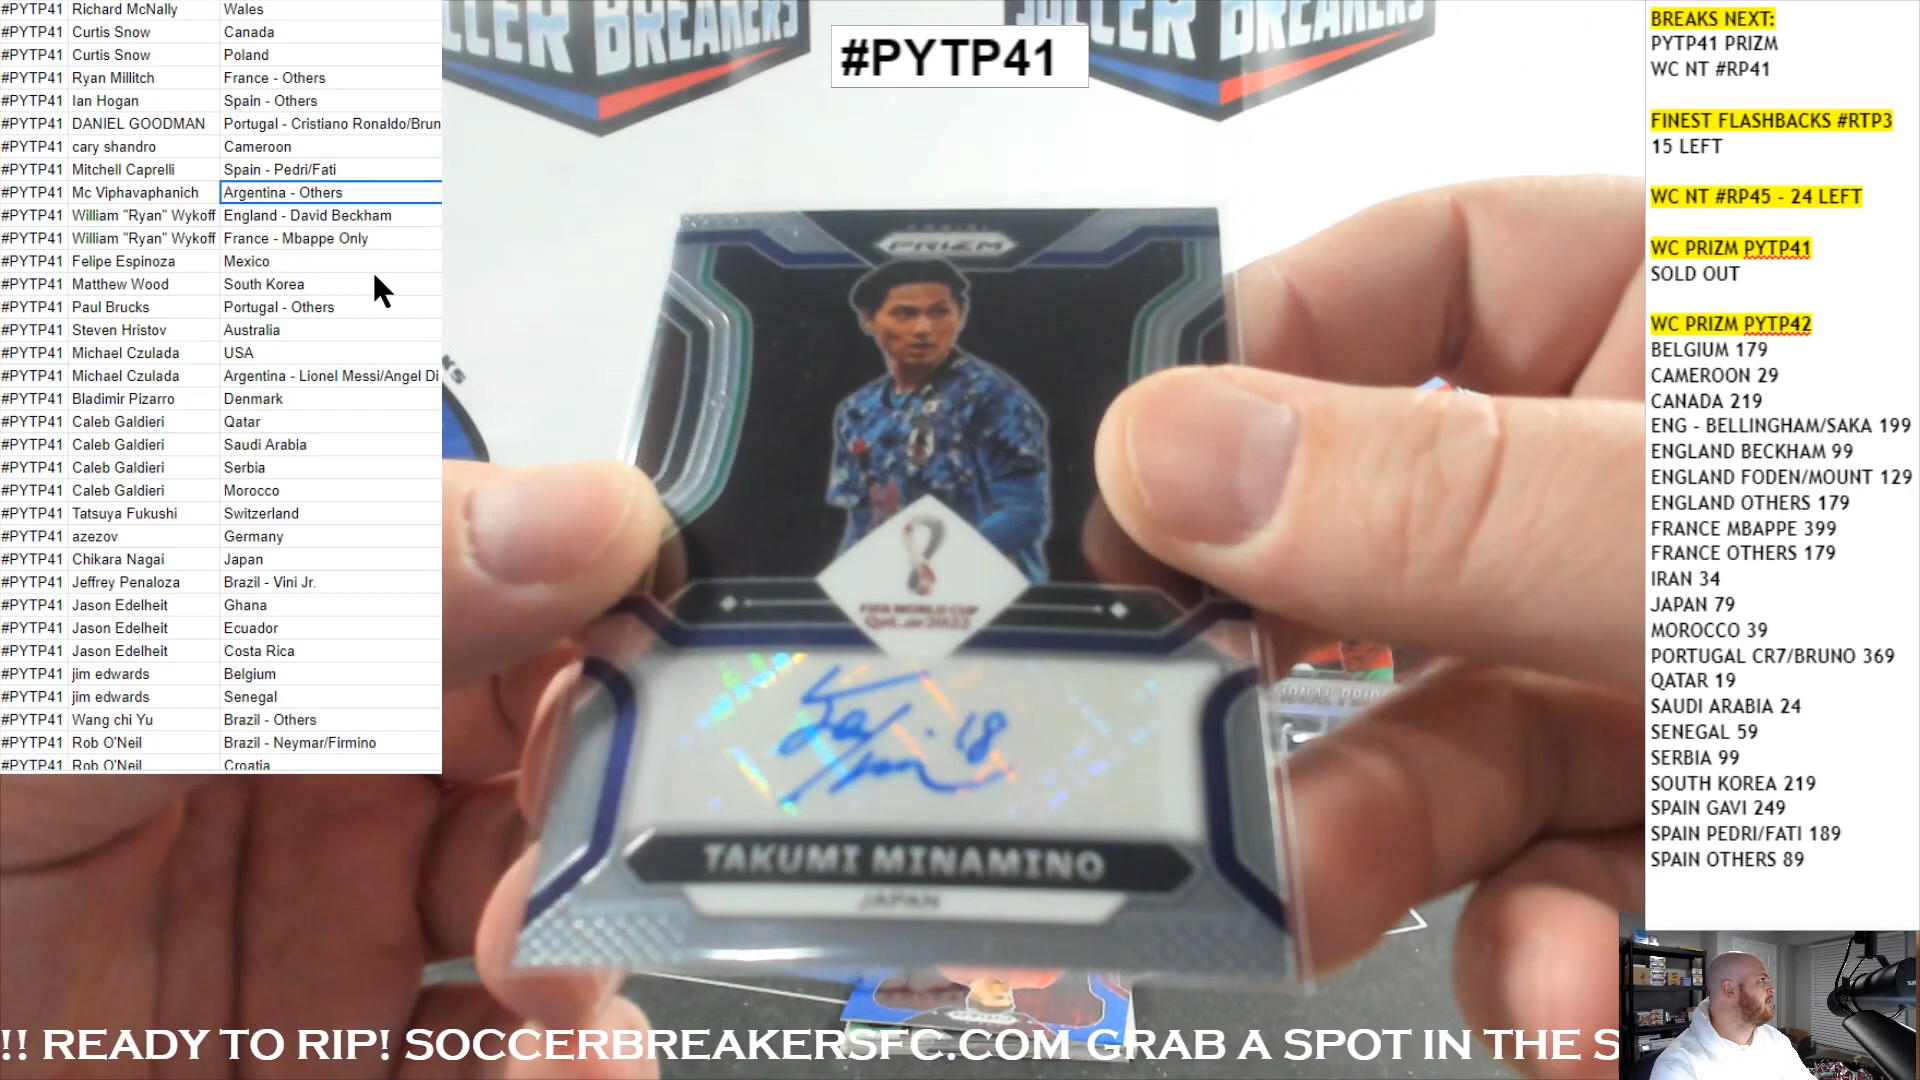 #PYTP41 Richard McNally Wales
#PYTP41 Curtis Snow Canada
#PYTP41 Curtis Snow Poland
#PYTP41 Ryan Millitch France - Others
#PYTP41 Ian Hogan Spain - Others
#PYTP41 DANIEL GOODMAN Portugal - Cristiano Ronaldo/Brun
#PYTP41 cary shandro Cameroon
#PYTP41 Mitchell Caprelli Spain - Pedri/Fati
#PYTP41 Mc Viphavaphanich Argentina - Others
#PYTP41 William "Ryan" Wykoff England - David Beckham
#PYTP41 William "Ryan" Wykoff France - Mbappe Only
#PYTP41 Felipe Espinoza Mexico
#PYTP41 Matthew Wood South Korea
#PYTP41 Paul Brucks Portugal - Others
#PYTP41 Steven Hristov Australia
#PYTP41 Michael Czulada USA
#PYTP41 Michael Czulada Argentina - Lionel Messi/Angel Di
#PYTP41 Bladimir Pizarro Denmark
#PYTP41 Caleb Galdieri Qatar
#PYTP41 Caleb Galdieri Saudi Arabia
#PYTP41 Caleb Galdieri Serbia
#PYTP41 Caleb Galdieri Morocco
#PYTP41 Tatsuya Fukushi Switzerland
#PYTP41 azezov Germany
#PYTP41 Chikara Nagai Japan
#PYTP41 Jeffrey Penaloza Brazil - Vini Jr.
#PYTP41 Jason Edelheit Ghana
#PYTP41 Jason Edelheit Ecuador
#PYTP41 Jason Edelheit Costa Rica
#PYTP41 jim edwards Belgium
#PYTP41 jim edwards Senegal
#PYTP41 Wang chi Yu Brazil - Others
#PYTP41 Rob O'Neil Brazil - Neymar/Firmino
#PYTP41 Rob O'Neil Croatia
BREAKERS
SOCCER BREAKERS
#PYTP41
PANINI
PRIZM
FIFA WORLD CUP
Qatar2022
18
TAKUMI MINAMINO
JAPAN
BREAKS NEXT:
PYTP41 PRIZM
WC NT #RP41
FINEST FLASHBACKS #RTP3
15 LEFT
WC NT #RP45 - 24 LEFT
WC PRIZM PYTP41
SOLD OUT
WC PRIZM PYTP42
BELGIUM 179
CAMEROON 29
CANADA 219
ENG - BELLINGHAM/SAKA 199
ENGLAND BECKHAM 99
ENGLAND FODEN/MOUNT 129
ENGLAND OTHERS 179
FRANCE MBAPPE 399
FRANCE OTHERS 179
IRAN 34
JAPAN 79
MOROCCO 39
PORTUGAL CR7/BRUNO 369
QATAR 19
SAUDI ARABIA 24
SENEGAL 59
SERBIA 99
SOUTH KOREA 219
SPAIN GAVI 249
SPAIN PEDRI/FATI 189
SPAIN OTHERS 89
!! READY TO RIP! SOCCERBREAKERSFC.COM GRAB A SPOT IN THE S